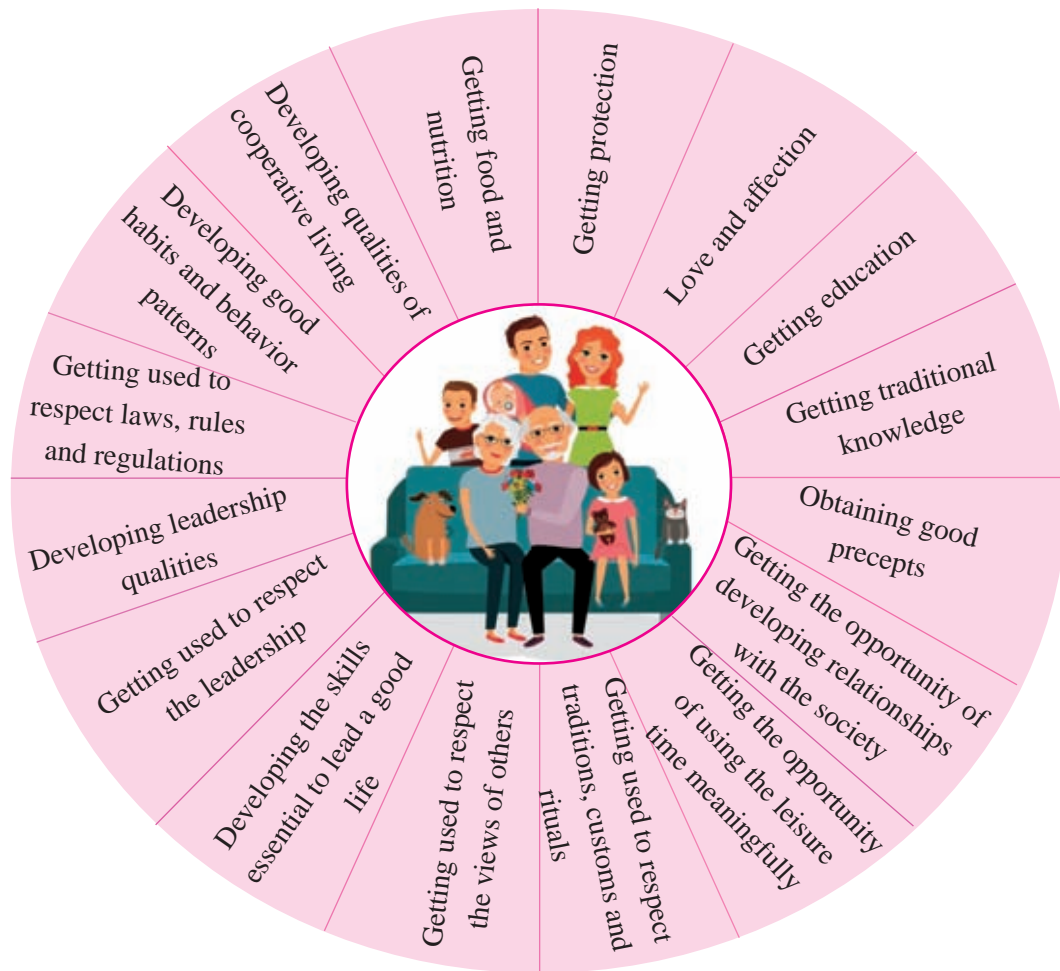 Getting protection
Love and affection
Getting education
Getting traditional
knowledge
Obtaining good
precepts
Getting the opportunity of
developing relationships
with the society
Getting the opportunity
of using the leisure
time meaningfully
Getting used to respect
traditions, customs and
rituals
Getting used to respect
the views of others
Developing the skills
essential to lead a good
life
Getting used to respect
the leadership
Developing leadership
qualities
Getting used to
respect laws, rules
and regulations
Developing good
habits and behavior
patterns
Developing qualities of
cooperative living
Getting food and
nutrition